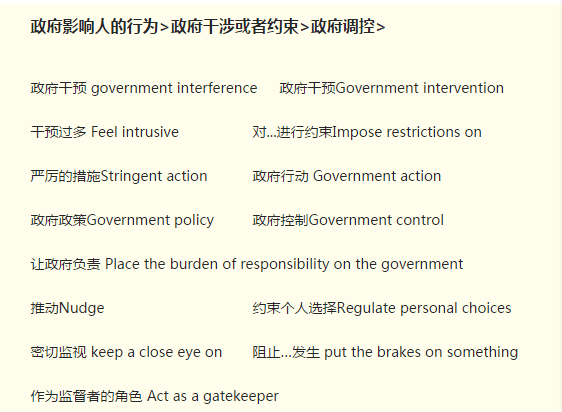 政府影响人的行为>政府干涉或者约束>政府调控>
政府干预 government interference 政府干预Government intervention
干预过多 Feel intrusive 对...进行约束Impose restrictions on
严厉的措施Stringent action 政府行动 Government action
政府政策Government policy 政府控制Government control
让政府负责 Place the burden of responsibility on the government
推动Nudge 约束个人选择Regulate personal choices
密切监视 keep a close eye on 阻止...发生 put the brakes on something
作为监督者的角色 Act as a gatekeeper